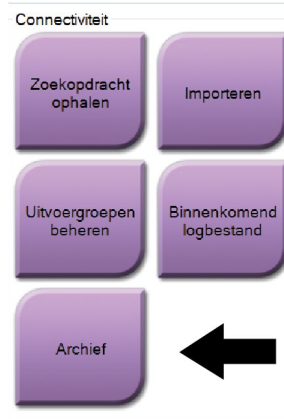 Connectiviteit
Zoekopdracht
ophalen
Importeren
Uitvoergroepen
beheren
Binnenkomend
logbestand
Archief